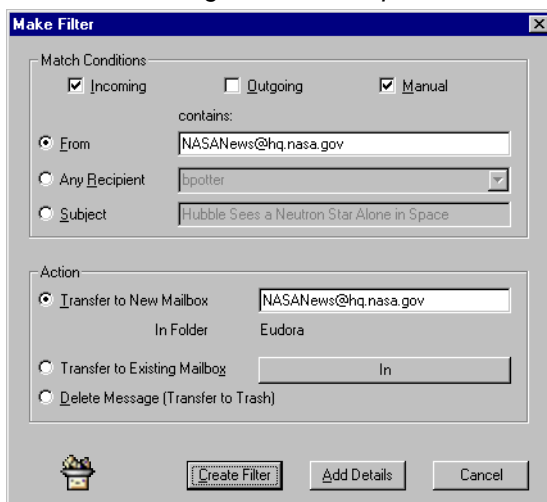 Make Filter
Match Conditions
Incoming Outgoing Manual
contains:
From NASANews@hq.nasa.gov
Any Recipient bpotter
Subject Hubble Sees a Neutron Star Alone in Space
Action
Transfer to New Mailbox NASANews@hq.nasa.gov
In Folder Eudora
Transfer to Existing Mailbox In
Delete Message (Transfer to Trash)
Create Filter Add Details Cancel